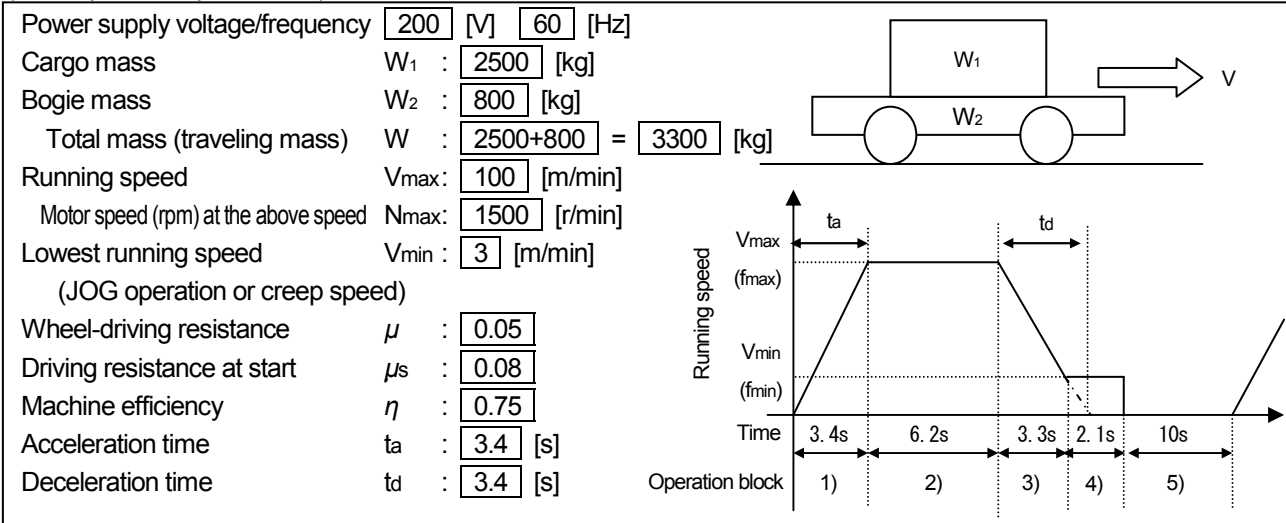 Power supply voltage/frequency 200 [V] 60 [Hz]
Cargo mass W1 : 2500 [kg]
Bogie mass W2 : 800 [kg]
Total mass (traveling mass) W : 2500+800 = 3300 [kg]
Running speed Vmax: 100 [m/min]
Motor speed (rpm) at the above speed Nmax: 1500 [r/min]
Lowest running speed Vmin : 3 [m/min]
(JOG operation or creep speed)
Wheel-driving resistance μ : 0.05
Driving resistance at start μs : 0.08
Machine efficiency η : 0.75
Acceleration time ta : 3.4 [s]
Deceleration time td : 3.4 [s]
W1
V
W2
ta
td
Vmax
(fmax)
Running speed
Vmin
(fmin)
Time 3. 4s 6. 2s 3. 3s 2. 1s 10s
Operation block 1) 2) 3) 4) 5)